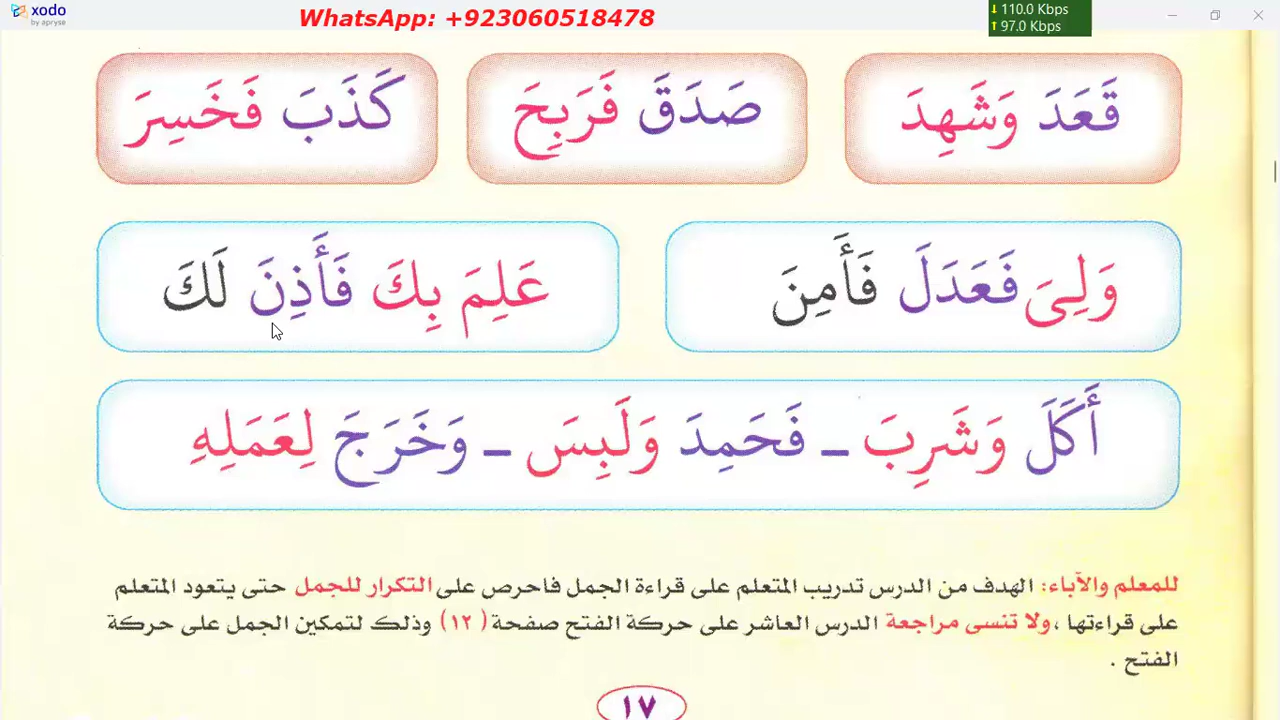 xodo
by apryse
WhatsApp: +923060518478
↓ 110.0 Kbps
↑ 97.0 Kbps
قَعَدَ وَشَهِدَ
صَدَقَ فَرَبِحَ
كَذَبَ فَخَسِرَ
وَلِىَ فَعَدَلَ فَأَمِنَ
عَلِمَ بِكَ فَأَذِنَ لَكَ
أَكَلَ وَشَرِبَ ـ فَحَمِدَ وَلَبِسَ ـ وَخَرَجَ لِعَمَلِهِ
للمعلم والآباء: الهدف من الدرس تدريب المتعلم على قراءة الجمل فاحرص على التكرار للجمل حتى يتعود المتعلم
على قراءتها ، ولا تنسى مراجعة الدرس العاشر على حركة الفتح صفحة (١٢) وذلك لتمكين الجمل على حركة
الفتح .
١٧